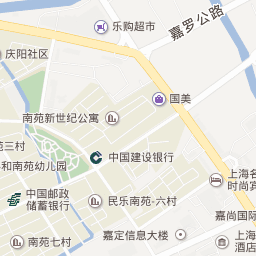 乐购超市
嘉罗公路
庆阳社区
国美
南苑新世纪公寓
苑三村
和南苑幼儿园
中国建设银行
上海名
时尚宾
中国邮政
储蓄银行
民乐南苑-六村
嘉尚国际
嘉定信息大楼
上海
酒店
南苑七村